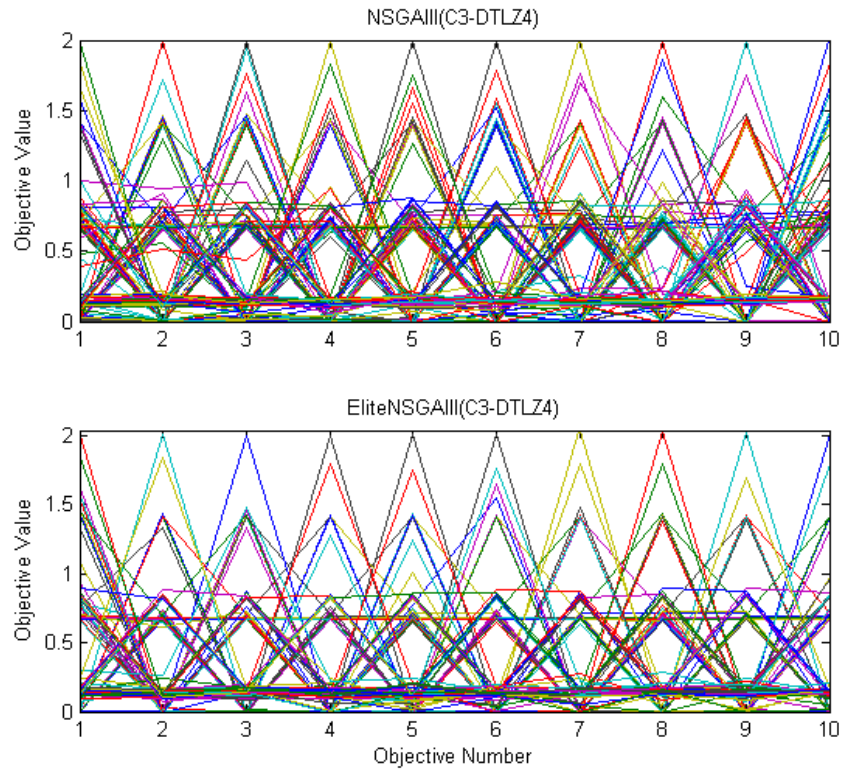 NSGAIII(C3-DTLZ4)
2
1.5
1
0.5
0
Objective Value
1 2 3 4 5 6 7 8 9 10
EliteNSGAIII(C3-DTLZ4)
2
1.5
1
0.5
0
Objective Value
1 2 3 4 5 6 7 8 9 10
Objective Number